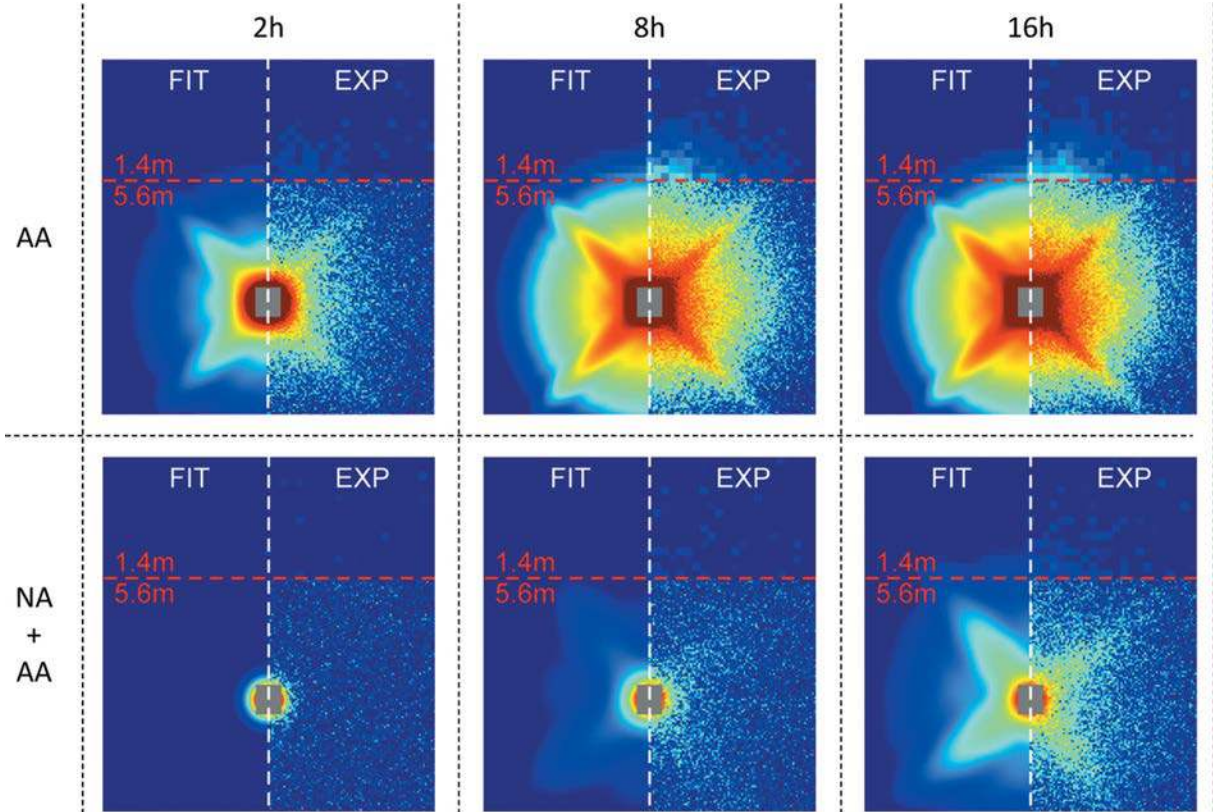 2h 8h 16h
FIT EXP FIT EXP FIT EXP
1.4m 1.4m 1.4m
5.6m 5.6m 5.6m
AA
FIT EXP FIT EXP FIT EXP
1.4m 1.4m 1.4m
5.6m 5.6m 5.6m
NA
+
AA